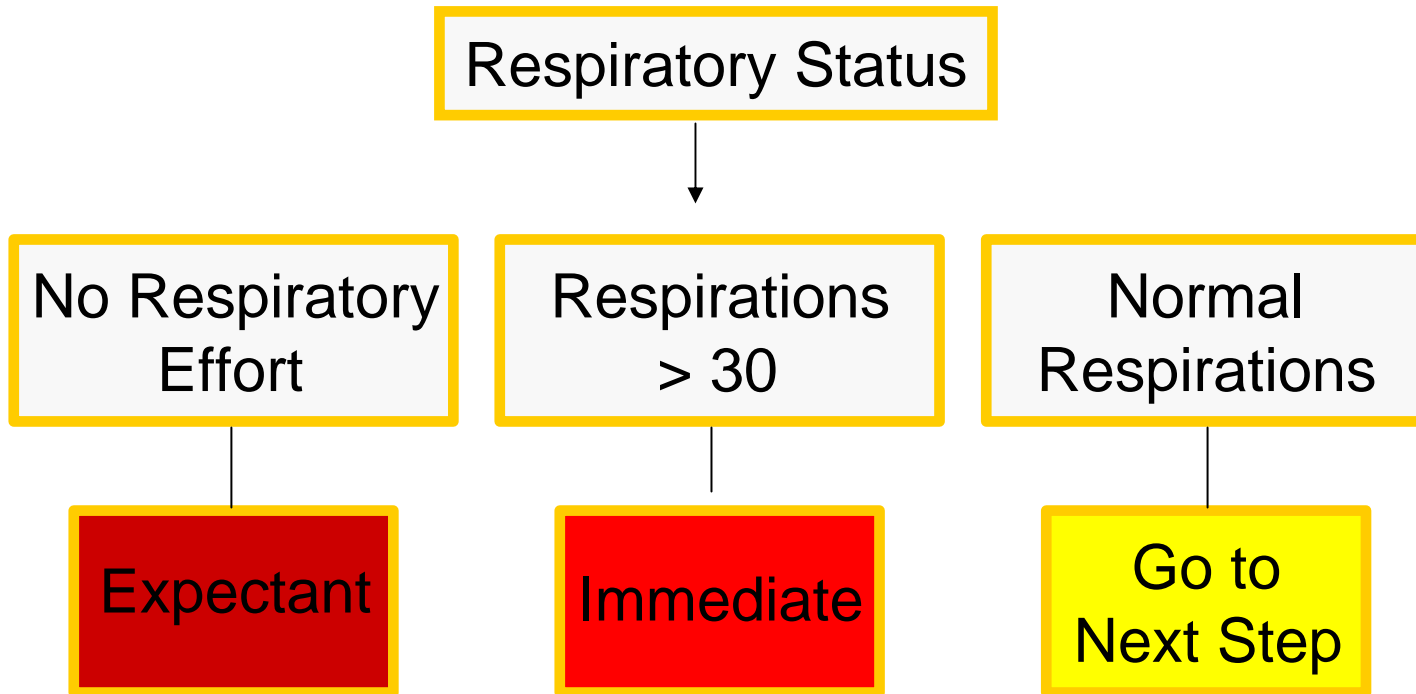 Respiratory Status
No Respiratory
Effort
Respirations
> 30
Normal
Respirations
Expectant
Immediate
Go to
Next Step